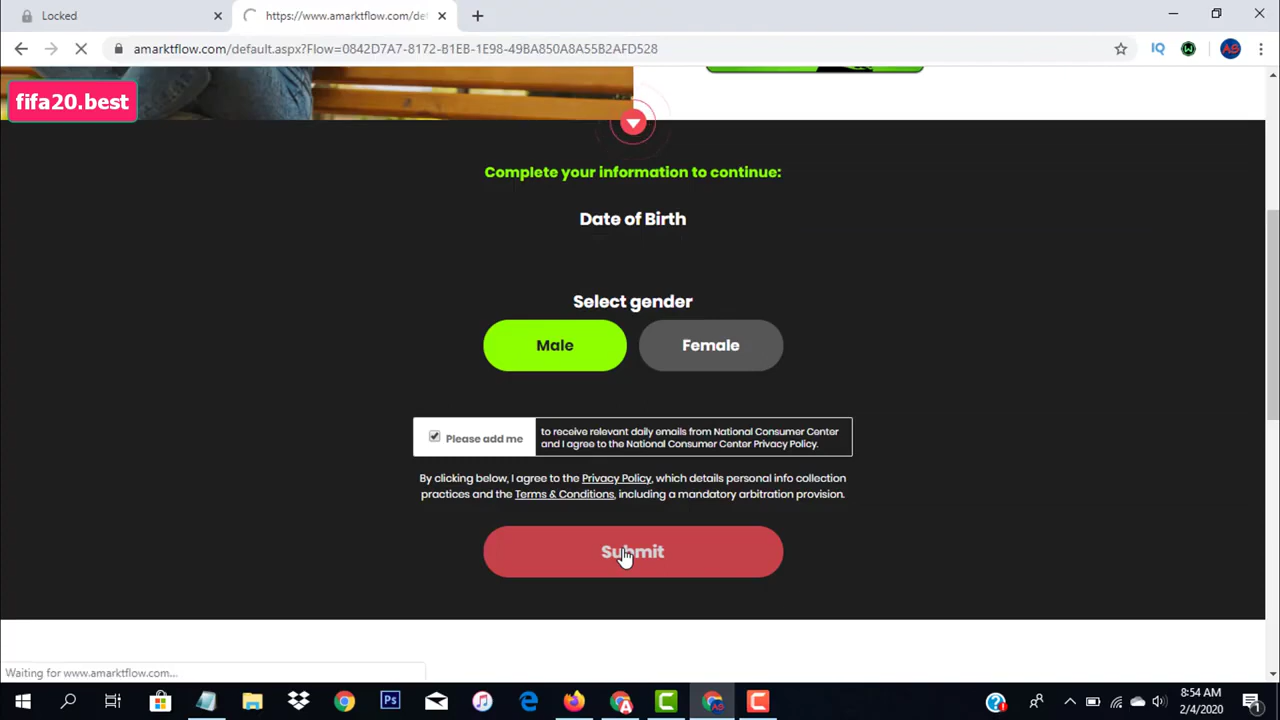 Locked
https://www.amarktflow.com/def
amarktflow.com/default.aspx?Flow=0842D7A7-8172-B1EB-1E98-49BA850A8A55B2AFD528
fifa20.best
Complete your information to continue:
Date of Birth
Select gender
Male
Female
Please add me
to receive relevant daily emails from National Consumer Center
and I agree to the National Consumer Center Privacy Policy.
By clicking below, I agree to the Privacy Policy, which details personal info collection
practices and the Terms & Conditions, including a mandatory arbitration provision.
Submit
Waiting for www.amarktflow.com...
8:54 AM
2/4/2020